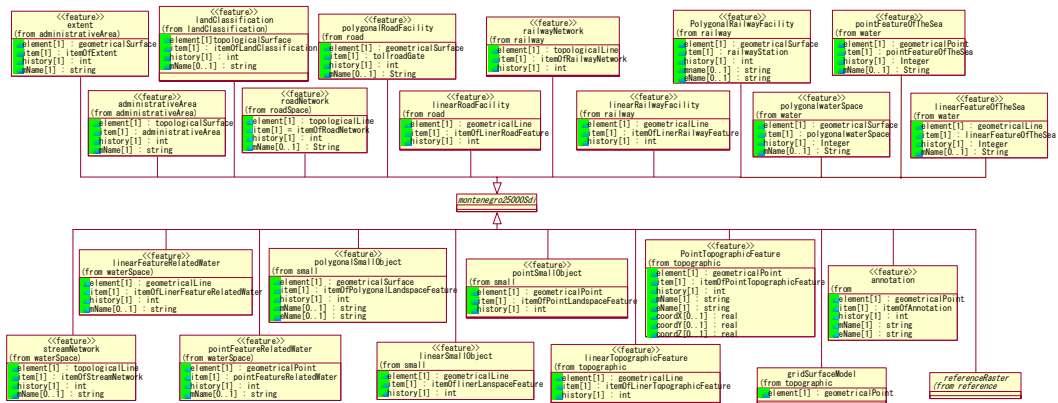 <<feature>>
extent
(from administrativeArea)
element[1] : geometricalSurface
item[1] : itemOfExtent
history[1] : int
mName[1] : string
<<feature>>
landClassification
(from landClassification)
element[1]topologicalSurface
item[1] : itemOfLandClassification
history[1] : int
mName[0..1] : string
<<feature>>
polygonalRoadFacility
(from road
element[1] : geometricalSurface
item[1] : tollroadGate
history[1] : int
mName[0..1] : String
<<feature>>
railwayNetwork
(from railway
element[1] : topologicalLine
item[1] : itemOfRailwayNetwork
history[1] : int
<<feature>>
PolygonalRailwayFacility
(from railway
element[1] : geometricalSurface
item[1] : railwayStation
history[1] : int
mname[0..1] : string
eName[0..1] : String
<<feature>>
pointFeatureOfTheSea
(from water
element[1] : geometricalPoint
item[1] : pointFeatureOfTheSea
history[1] : Integer
mName[0..1] : String
<<feature>>
administrativeArea
(from administrativeArea)
element[1] : topologicalSurface
item[1] : administrativeArea
history[1] : int
mName[1] : string
<<feature>>
roadNetwork
(from roadSpace)
element[1] : topologicalLine
item[1] = itemOfRoadNetwork
history[1] : int
mName[0..1] : string
<<feature>>
linearRoadFacility
(from road
element[1] : geometricalLine
item[1] : itemOfLinerRoadFeature
history[1] : int
<<feature>>
linearRailwayFacility
(from railway
element[1] : geometricalLine
item[1] : itemOfLinerRailwayFeature
history[1] : int
<<feature>>
polygonalwaterSpace
(from water
element[1] : geometricalSurface
item[1] : polygonalwaterSpace
history[1] : Integer
mName[0..1] : String
<<feature>>
linearFeatureOfTheSea
(from water
element[1] : geometricalLine
item[1] : linearFeatureOfTheSea
history[1] : Integer
mName[0..1] : String
montenegro25000Sdi
<<feature>>
linearFeatureRelatedWater
(from waterSpace)
element[1] : geometricalLine
item[1] : itemOfLinerFeatureRelatedWater
history[1] : int
mName[0..1] : string
<<feature>>
polygonalSmallObject
(from small
element[1] : geometricalSurface
item[1] : itemOfPolygonalLandspaceFeature
history[1] : int
mName[0..1] : string
eName[0..1] : string
<<feature>>
pointSmallObject
(from small
element[1] : geometricalPoint
item[1] : itemOfPointLandspaceFeature
history[1] : int
<<feature>>
PointTopographicFeature
(from topographic
element[1] : geometricalPoint
item[1] : itemOfPointTopographicFeature
history[1] : int
mName[1] : string
eName[1] : string
coordX[0..1] : real
coordY[0..1] : real
coordZ[0..1] : real
<<feature>>
annotation
(from
element[1] : geometricalPoint
item[1] : itemOfAnnotation
history[1] : int
mName[1] : string
eName[1] : string
<<feature>>
streamNetwork
(from waterSpace)
element[1] : topologicalLine
item[1] : itemOfStreamNetwork
history[1] : int
mName[0..1] : string
<<feature>>
pointFeatureRelatedWater
(from waterSpace)
element[1] : geometricalPoint
item[1] : pointFeatureRelatedWater
history[1] : int
mName[0..1] : string
<<feature>>
linearSmallObject
(from small
element[1] : geometricalLine
item[1] : itemOflinerLanspaceFeature
history[1] : int
<<feature>>
linearTopographicFeature
(from topographic
element[1] : geometricalLine
item[1] : itemOfLinerTopographicFeature
history[1] : int
gridSurfaceModel
(from topographic
element[1] : geometricalPoint
referenceRaster
(from reference